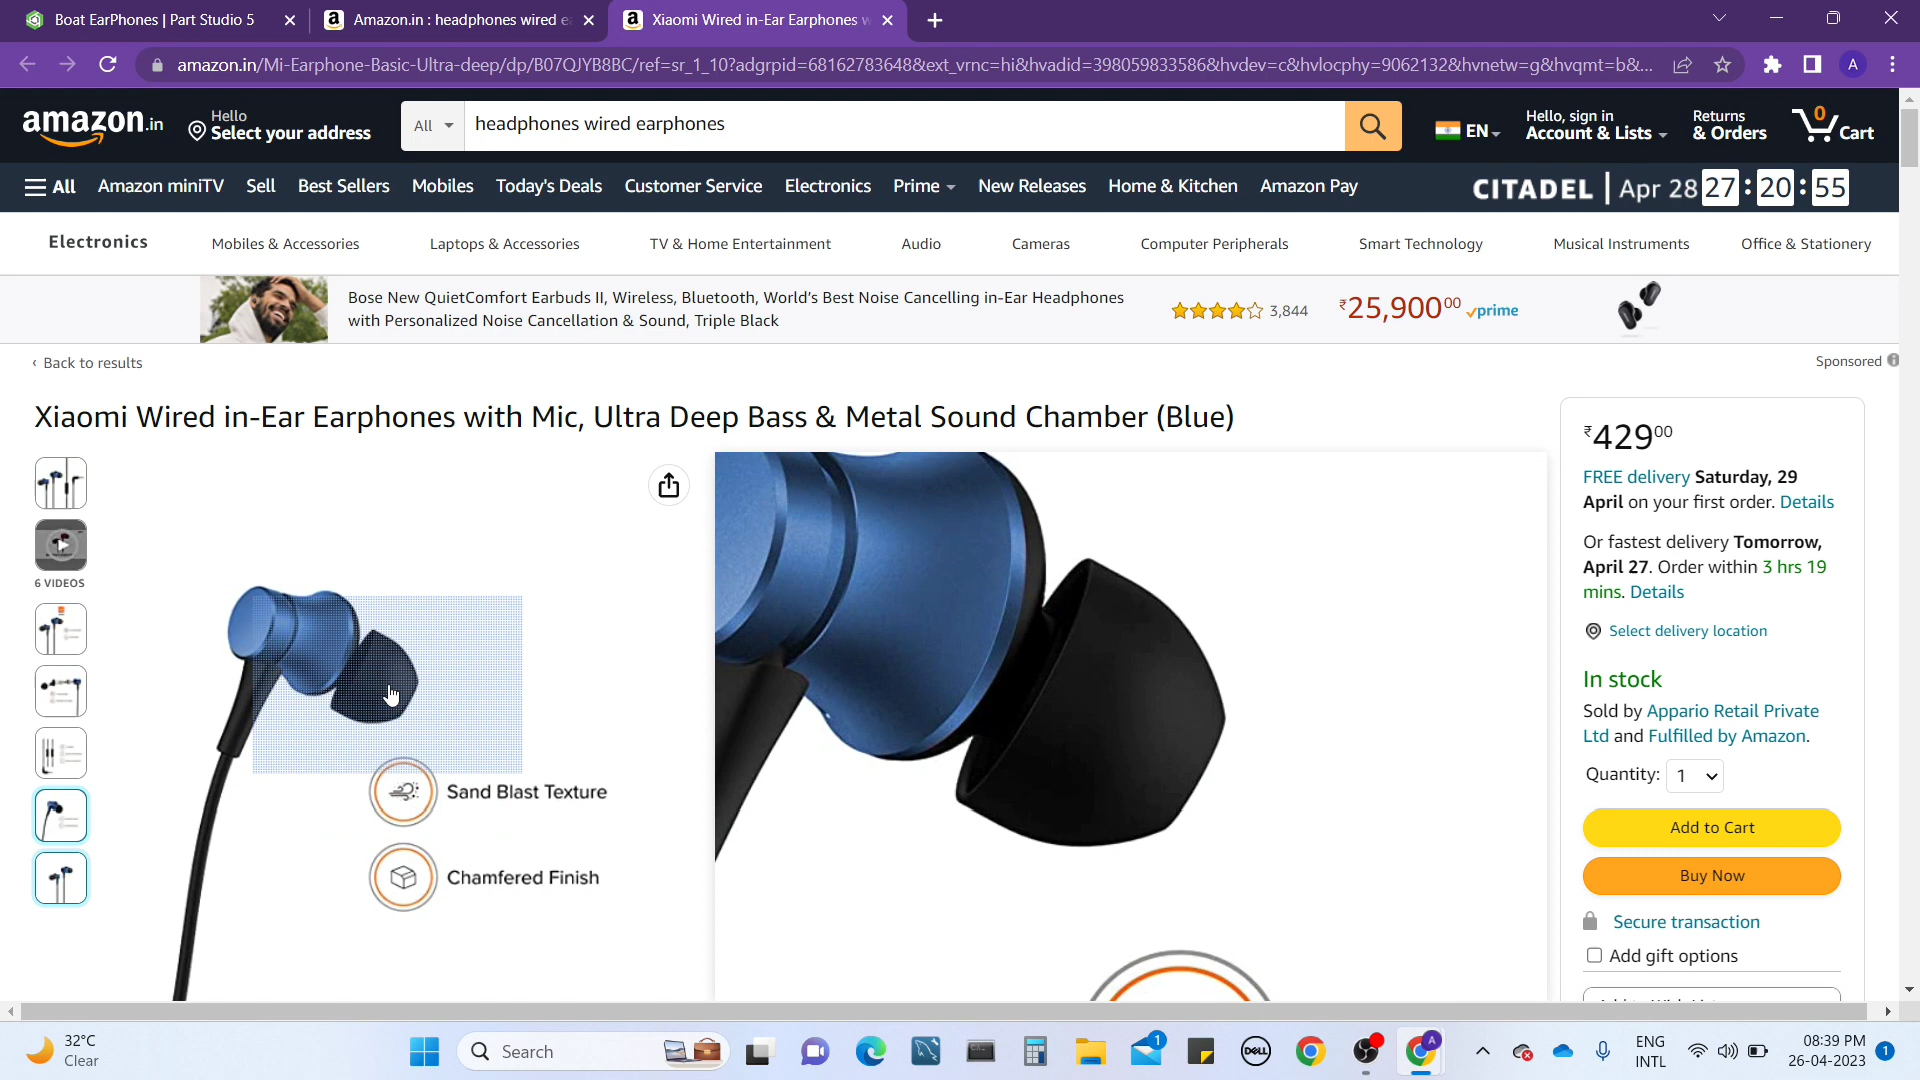 Boat EarPhones | Part Studio 5
Amazon.in : headphones wired e
Xiaomi Wired in-Ear Earphones w
amazon.in/Mi-Earphone-Basic-Ultra-deep/dp/B07QJYB8BC/ref=sr_1_10?adgrpid=68162783648&ext_vrnc=hi&hvadid=398059833586&hvdev=c&hvlocphy=9062132&hvnetw=g&hvqmt=b&...
A
amazon.in
Hello
Select your address
All
headphones wired earphones
EN
Hello, sign in
Account & Lists
Returns
& Orders
0
Cart
All
Amazon miniTV
Sell
Best Sellers
Mobiles
Today's Deals
Customer Service
Electronics
Prime
New Releases
Home & Kitchen
Amazon Pay
CITADEL | Apr 28 27 : 20 : 55
Electronics
Mobiles & Accessories
Laptops & Accessories
TV & Home Entertainment
Audio
Cameras
Computer Peripherals
Smart Technology
Musical Instruments
Office & Stationery
Bose New QuietComfort Earbuds II, Wireless, Bluetooth, World's Best Noise Cancelling in-Ear Headphones
with Personalized Noise Cancellation & Sound, Triple Black
3,844
₹25,90000
prime
‹ Back to results
Sponsored
Xiaomi Wired in-Ear Earphones with Mic, Ultra Deep Bass & Metal Sound Chamber (Blue)
6 VIDEOS
Sand Blast Texture
Chamfered Finish
₹42900
FREE delivery Saturday, 29
April on your first order. Details
Or fastest delivery Tomorrow,
April 27. Order within 3 hrs 19
mins. Details
Select delivery location
In stock
Sold by Appario Retail Private
Ltd and Fulfilled by Amazon.
Quantity: 1
Add to Cart
Buy Now
Secure transaction
Add gift options
32°C
Clear
Search
1
DELL
A
ENG
INTL
08:39 PM
26-04-2023
1